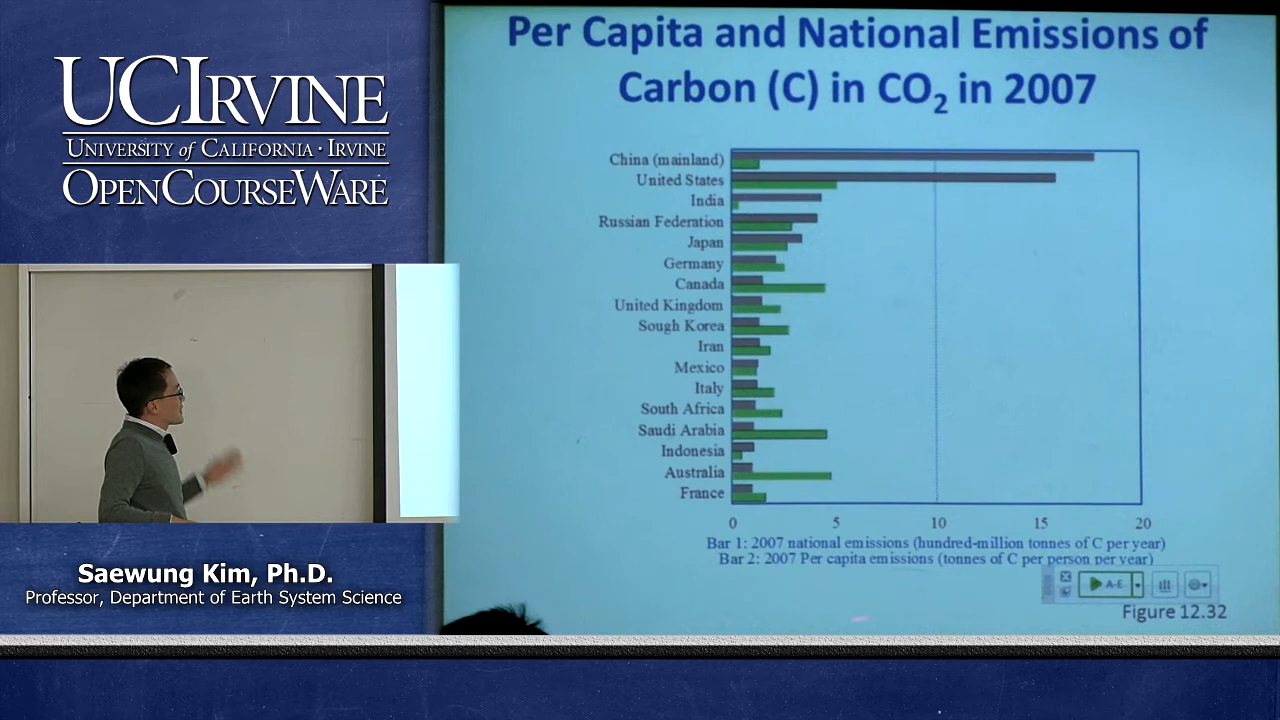 UCIRVINE
UNIVERSITY of CALIFORNIA · IRVINE
OPENCOURSEWARE
Saewung Kim, Ph.D.
Professor, Department of Earth System Science
Per Capita and National Emissions of
Carbon (C) in CO2 in 2007
China (mainland)
United States
India
Russian Federation
Japan
Germany
Canada
United Kingdom
Sough Korea
Iran
Mexico
Italy
South Africa
Saudi Arabia
Indonesia
Australia
France
0 5 10 15 20
Bar 1: 2007 national emissions (hundred-million tonnes of C per year)
Bar 2: 2007 Per capita emissions (tonnes of C per person per year)
A-E
Figure 12.32